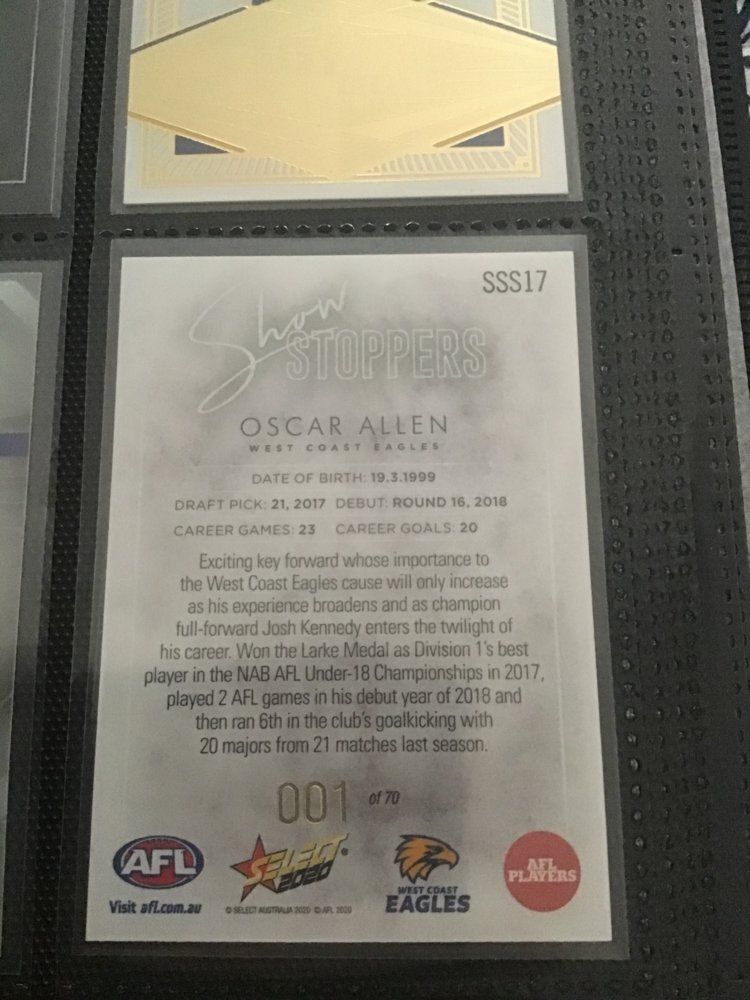 SSS17
Show
STOPPERS
OSCAR ALLEN
WEST COAST EAGLES
DATE OF BIRTH: 19.3.1999
DRAFT PICK: 21, 2017 DEBUT: ROUND 16, 2018
CAREER GAMES: 23 CAREER GOALS: 20
Exciting key forward whose importance to
the West Coast Eagles cause will only increase
as his experience broadens and as champion
full-forward Josh Kennedy enters the twilight of
his career. Won the Larke Medal as Division 1's best
player in the NAB AFL Under-18 Championships in 2017,
played 2 AFL games in his debut year of 2018 and
then ran 6th in the club's goalkicking with
20 majors from 21 matches last season.
001 of 70
AFL
Visit afl.com.au
SELECT
2020
© SELECT AUSTRALIA 2020 © AFL 2020
WEST COAST
EAGLES
AFL
PLAYERS